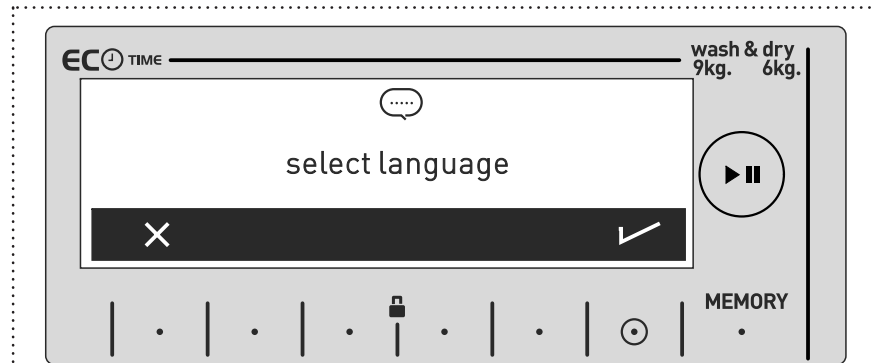 ECO TIME
wash & dry
9kg. 6kg.
select language
MEMORY